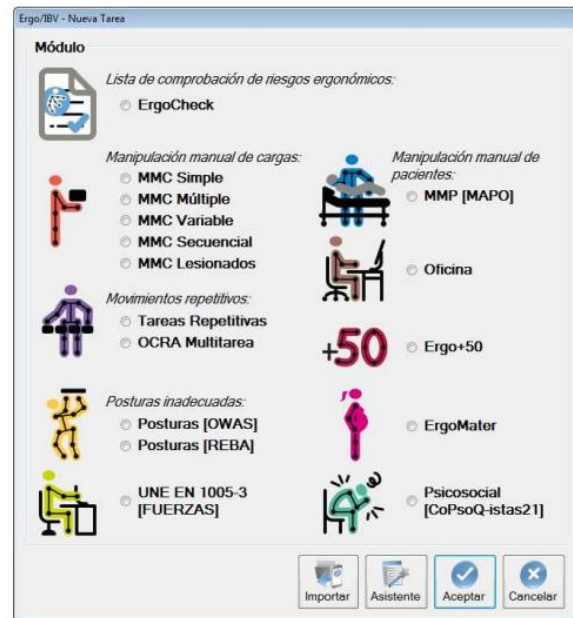 Ergo/IBV - Nueva Tarea
Módulo
Lista de comprobación de riesgos ergonómicos:
ErgoCheck
Manipulación manual de cargas:
MMC Simple
MMC Múltiple
MMC Variable
MMC Secuencial
MMC Lesionados
Movimientos repetitivos:
Tareas Repetitivas
OCRA Multitarea
Posturas inadecuadas:
Posturas [OWAS]
Posturas [REBA]
UNE EN 1005-3
[FUERZAS]
Manipulación manual de
pacientes:
MMP [MAPO]
Oficina
+50
Ergo+50
ErgoMater
Psicosocial
[CoPsoQ-istas21]
Importar
Asistente
Aceptar
Cancelar